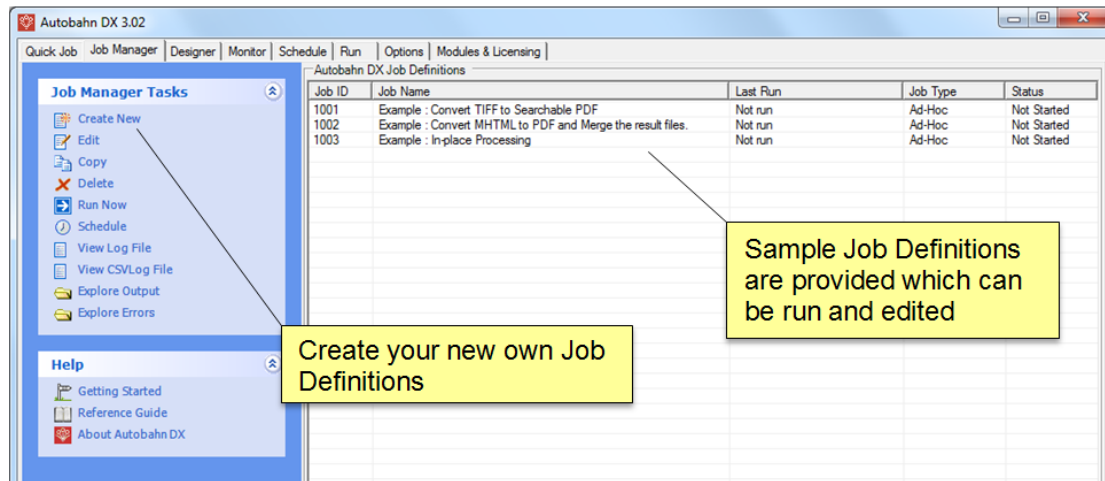 Autobahn DX 3.02
Quick Job Job Manager Designer Monitor Schedule Run Options Modules & Licensing
Job Manager Tasks
Create New
Edit
Copy
Delete
Run Now
Schedule
View Log File
View CSVLog File
Explore Output
Explore Errors
Help
Getting Started
Reference Guide
About Autobahn DX
Autobahn DX Job Definitions
Job ID Job Name Last Run Job Type Status
1001 Example : Convert TIFF to Searchable PDF Not run Ad-Hoc Not Started
1002 Example : Convert MHTML to PDF and Merge the result files. Not run Ad-Hoc Not Started
1003 Example : In-place Processing Not run Ad-Hoc Not Started
Sample Job Definitions
are provided which can
be run and edited
Create your new own Job
Definitions